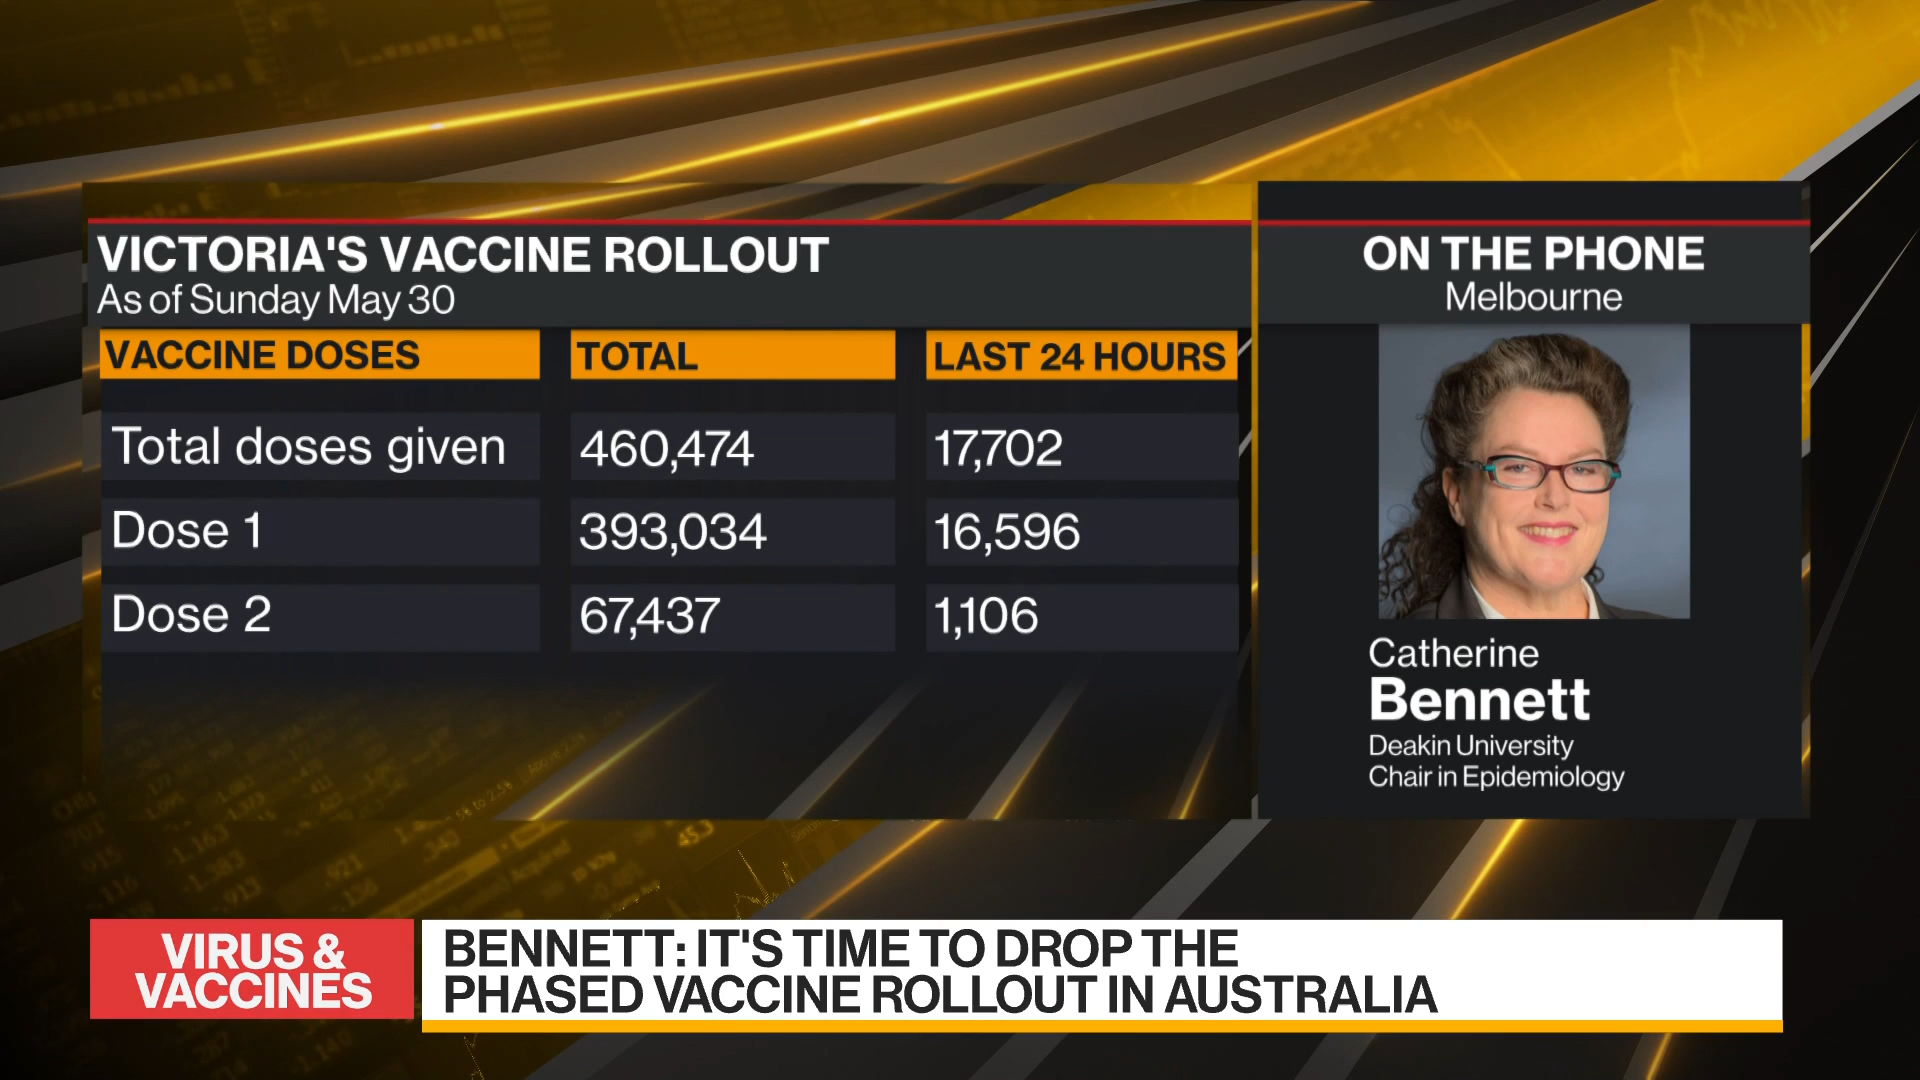 VICTORIA'S VACCINE ROLLOUT
As of Sunday May 30
VACCINE DOSES TOTAL LAST 24 HOURS
Total doses given 460,474 17,702
Dose 1 393,034 16,596
Dose 2 67,437 1,106
ON THE PHONE
Melbourne
Catherine
Bennett
Deakin University
Chair in Epidemiology
VIRUS &
VACCINES
BENNETT: IT'S TIME TO DROP THE
PHASED VACCINE ROLLOUT IN AUSTRALIA